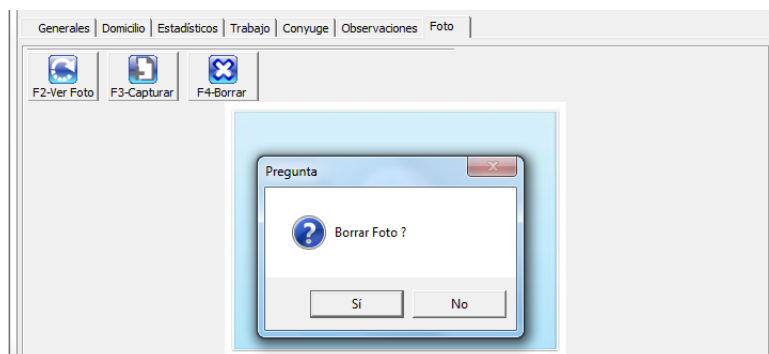 Generales Domicilio Estadísticos Trabajo Conyuge Observaciones Foto
F2-Ver Foto F3-Capturar F4-Borrar
Pregunta
Borrar Foto ?
Sí No